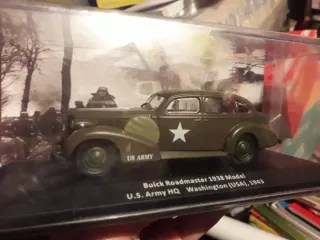 US ARMY
Buick Roadmaster 1938 Model
U.S. Army HQ Washington (USA), 1943